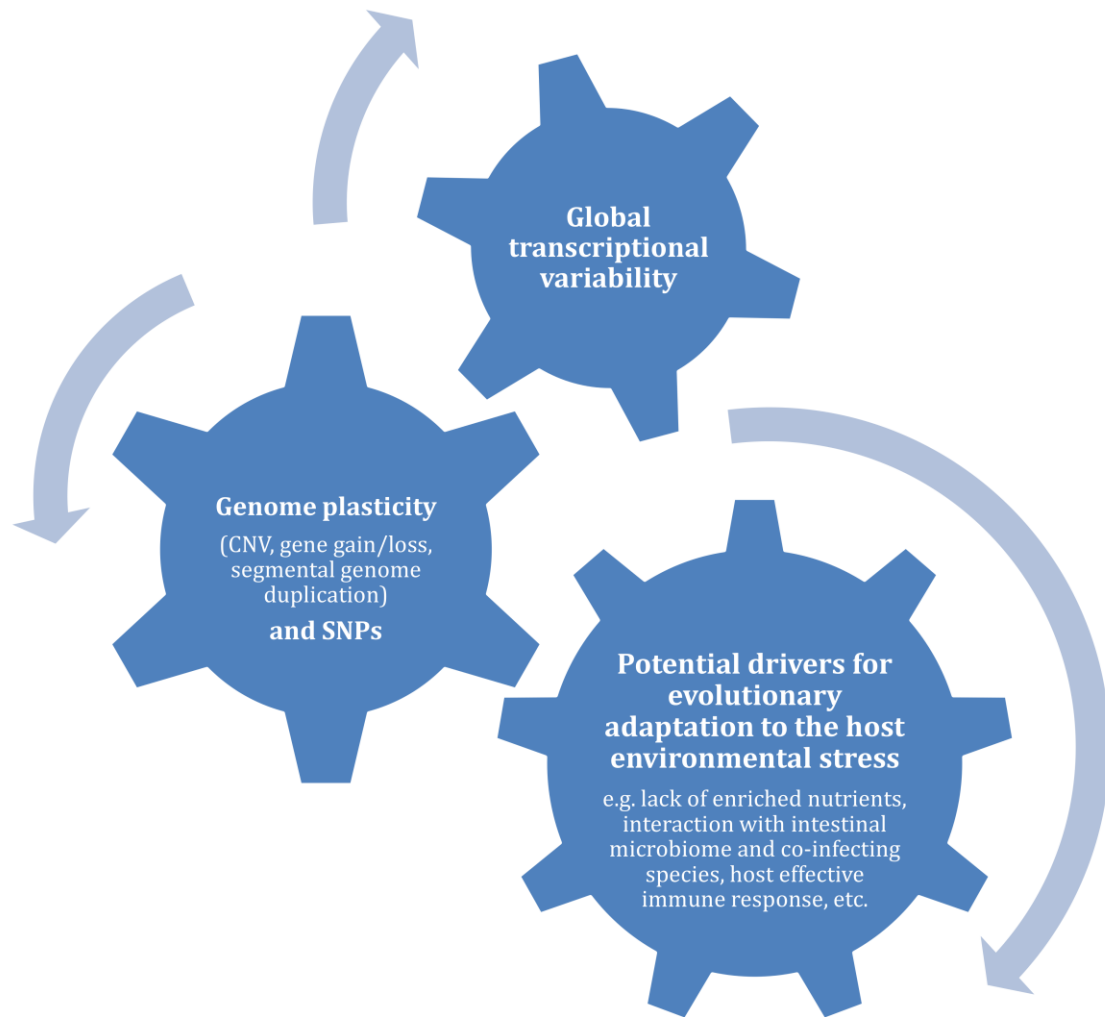 Global
transcriptional
variability
Genome plasticity
(CNV, gene gain/loss,
segmental genome
duplication)
and SNPs
Potential drivers for
evolutionary
adaptation to the host
environmental stress
e.g. lack of enriched nutrients,
interaction with intestinal
microbiome and co-infecting
species, host effective
immune response, etc.